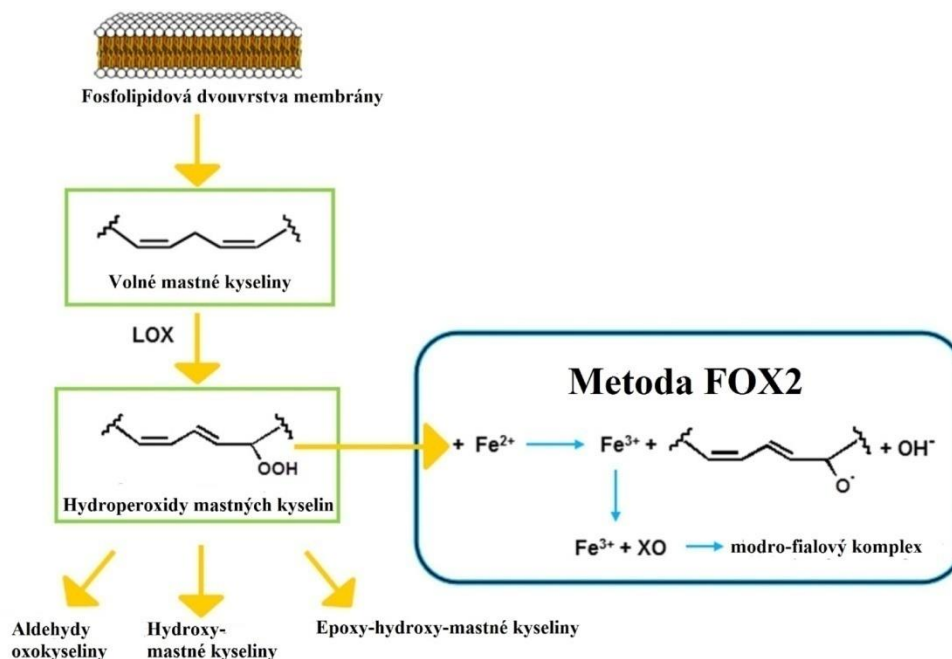 Fosfolipidová dvouvrstva membrány
Volné mastné kyseliny
LOX
OOH
Hydroperoxidy mastných kyselin
Metoda FOX2
+ Fe²⁺
Fe³⁺ +
O⁻
+ OH⁻
Fe³⁺ + XO
modro-fialový komplex
Aldehydy
oxokyseliny
Hydroxy-
mastné kyseliny
Epoxy-hydroxy-mastné kyseliny